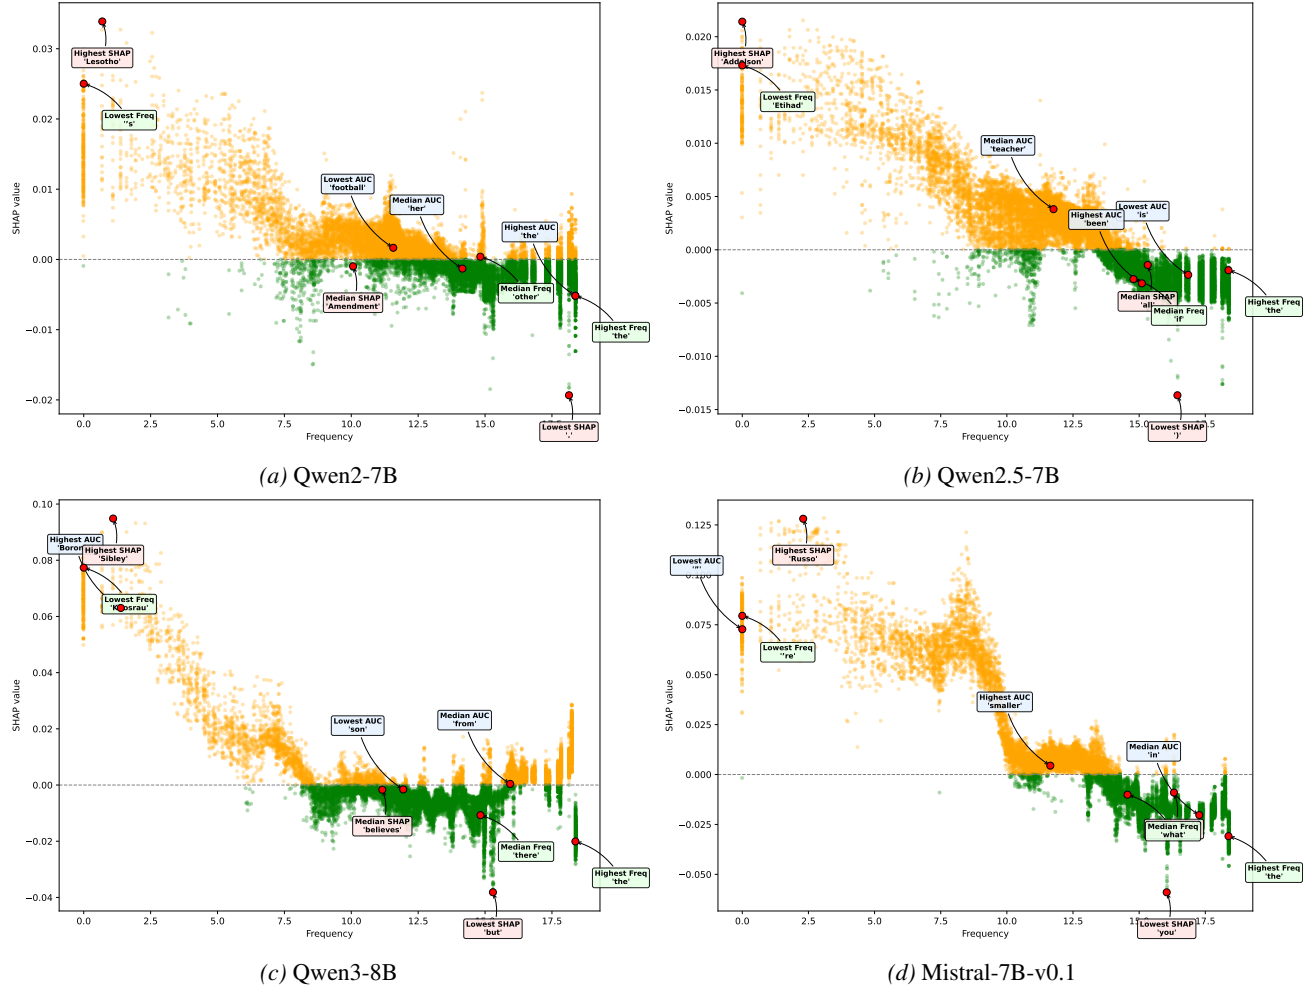 0.03
0.02
0.01
0.00
−0.01
−0.02
SHAP value
Highest SHAP
'Lesotho'
Lowest Freq
''s'
Lowest AUC
'football'
Median AUC
'her'
Highest AUC
'the'
Median SHAP
Amendment'
Median Freq
'other'
Highest Freq
'the'
Lowest SHAP
'.'
0.0 2.5 5.0 7.5 10.0 12.5 15.0
Frequency
(a) Qwen2-7B
0.020
0.015
0.010
0.005
0.000
−0.005
−0.010
−0.015
SHAP value
Highest SHAP
Lowest Freq
'Etihad'
Median AUC
'teacher'
Highest AUC
'been'
Lowest AUC
'is'
Median SHAP
'all'
Median Freq
'if'
Highest Freq
'the'
Lowest SHAP
')'
0.0 2.5 5.0 7.5 10.0 12.5 15.0 17.5
Frequency
(b) Qwen2.5-7B
0.10
0.08
0.06
0.04
0.02
0.00
−0.02
−0.04
SHAP value
Highest AUC
Highest SHAP
'Sibley'
Lowest Freq
Lowest AUC
'son'
Median AUC
'from'
Median SHAP
'believes'
Median Freq
'there'
Highest Freq
'the'
Lowest SHAP
'but'
0.0 2.5 5.0 7.5 10.0 12.5 17.5
Frequency
(c) Qwen3-8B
0.125
0.075
0.050
0.025
0.000
−0.025
−0.050
SHAP value
Lowest AUC
Highest SHAP
'Russo'
Lowest Freq
''re'
Highest AUC
'smaller'
Median AUC
'in'
Median Freq
'what'
Highest Freq
'the'
Lowest SHAP
'you'
0.0 2.5 5.0 7.5 10.0 12.5 17.5
Frequency
(d) Mistral-7B-v0.1